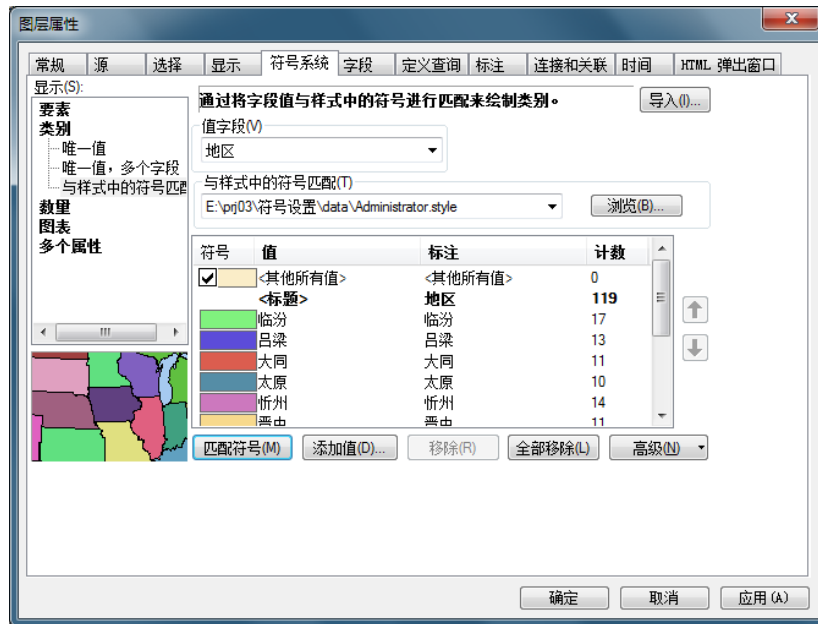 图层属性
常规 源 选择 显示 符号系统 字段 定义查询 标注 连接和关联 时间 HTML 弹出窗口
显示(S):
要素
类别
唯一值
唯一值，多个字段
与样式中的符号匹配
数量
图表
多个属性
通过将字段值与样式中的符号进行匹配来绘制类别。
导入(I)...
值字段(V)
地区
与样式中的符号匹配(T)
E:\prj03\符号设置\data\Administrator.style
浏览(B)...
符号 值 标注 计数
<其他所有值> <其他所有值> 0
<标题> 地区 119
临汾 临汾 17
吕梁 吕梁 13
大同 大同 11
太原 太原 10
忻州 忻州 14
晋中 晋中 11
匹配符号(M) 添加值(D)... 移除(R) 全部移除(L) 高级(N)
确定 取消 应用(A)